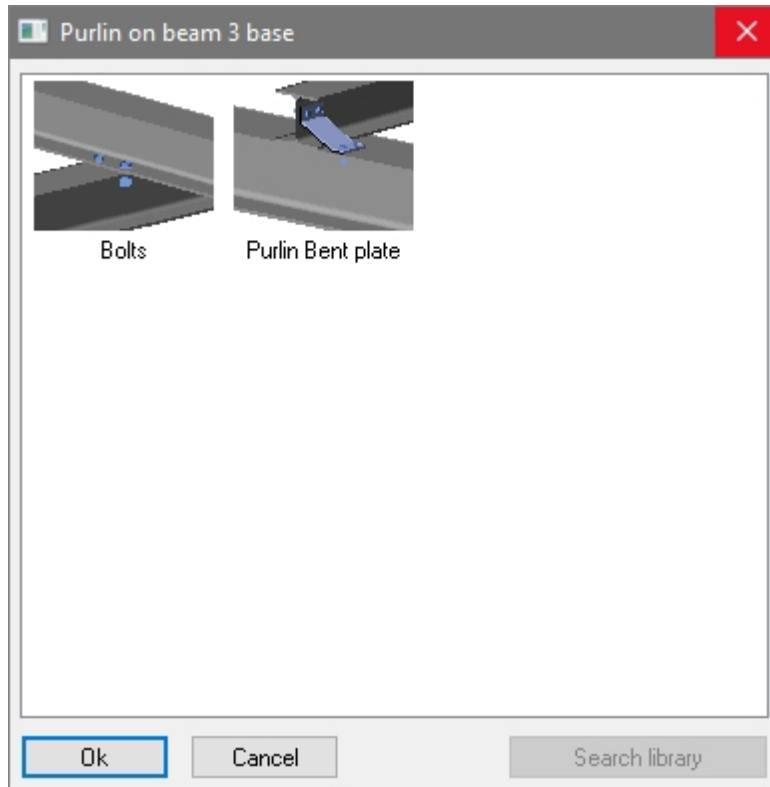 Purlin on beam 3 base
Bolts
Purlin Bent plate
Ok
Cancel
Search library